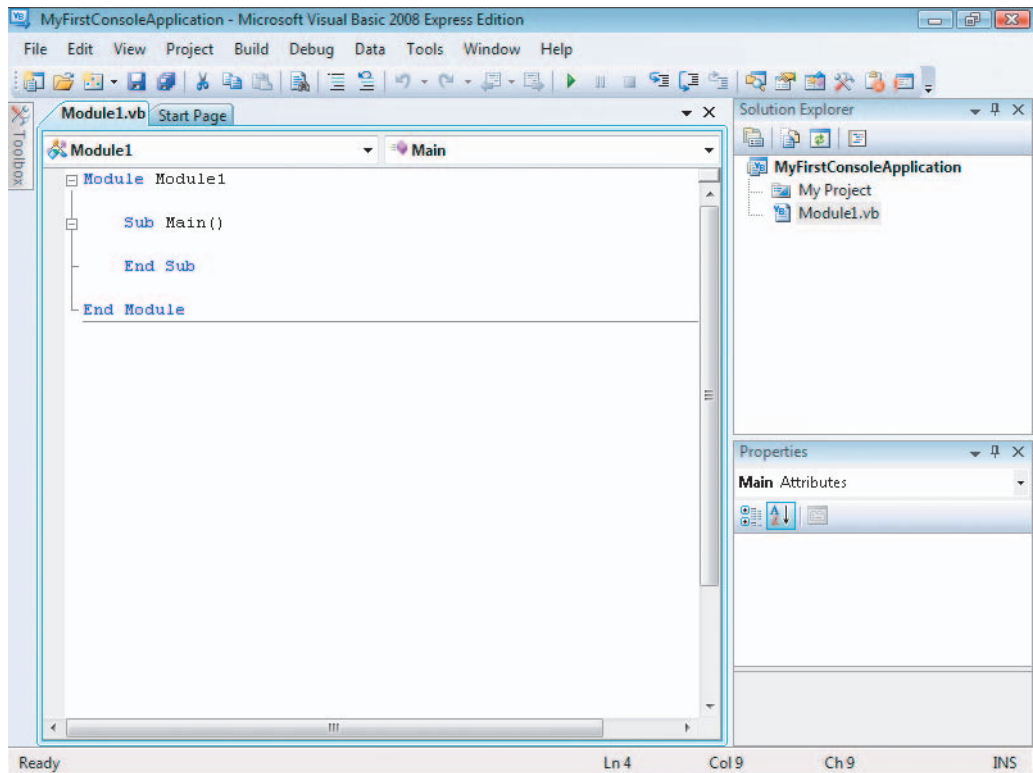 MyFirstConsoleApplication - Microsoft Visual Basic 2008 Express Edition
File Edit View Project Build Debug Data Tools Window Help
Toolbox
Module1.vb Start Page
Module1 Main
Module Module1
Sub Main()
End Sub
End Module
Solution Explorer
MyFirstConsoleApplication
My Project
Module1.vb
Properties
Main Attributes
Ready Ln 4 Col 9 Ch 9 INS